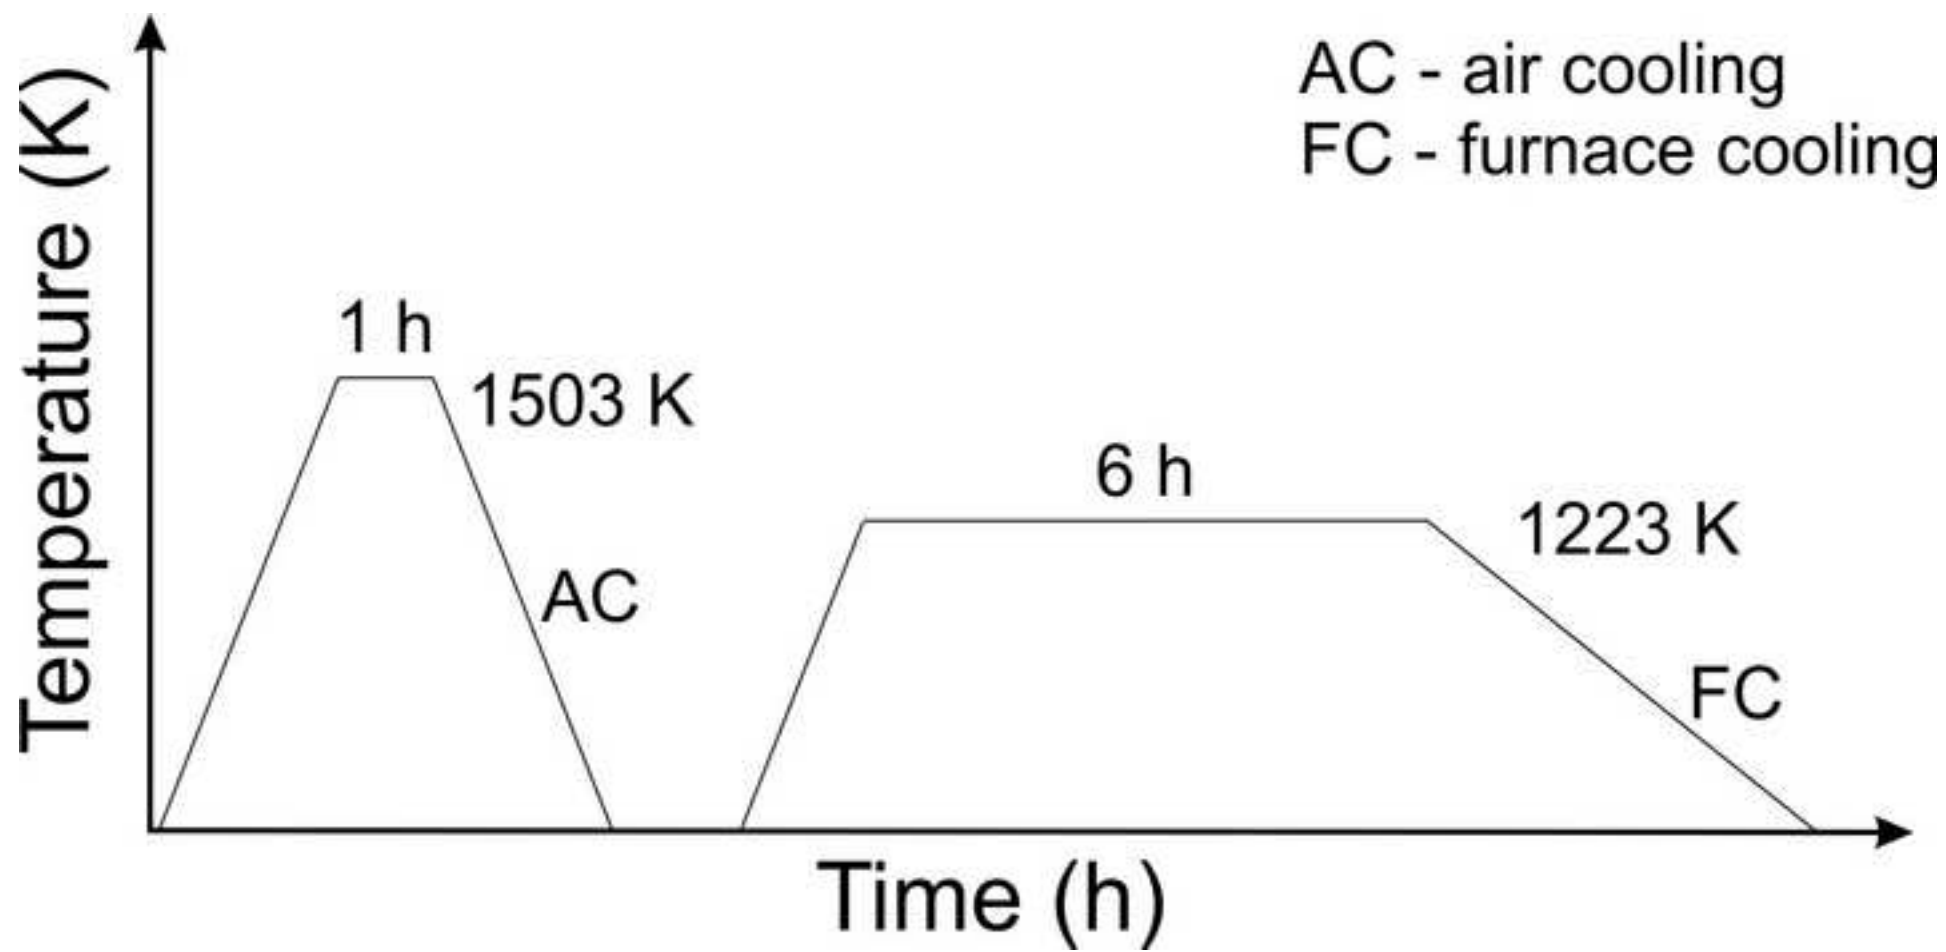 AC - air cooling
FC - furnace cooling
Temperature (K)
1 h
1503 K
AC
6 h
1223 K
FC
Time (h)